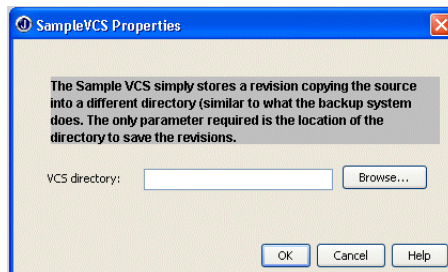 SampleVCS Properties
The Sample VCS simply stores a revision copying the source
into a different directory (similar to what the backup system
does. The only parameter required is the location of the
directory to save the revisions.
VCS directory:
Browse...
OK
Cancel
Help